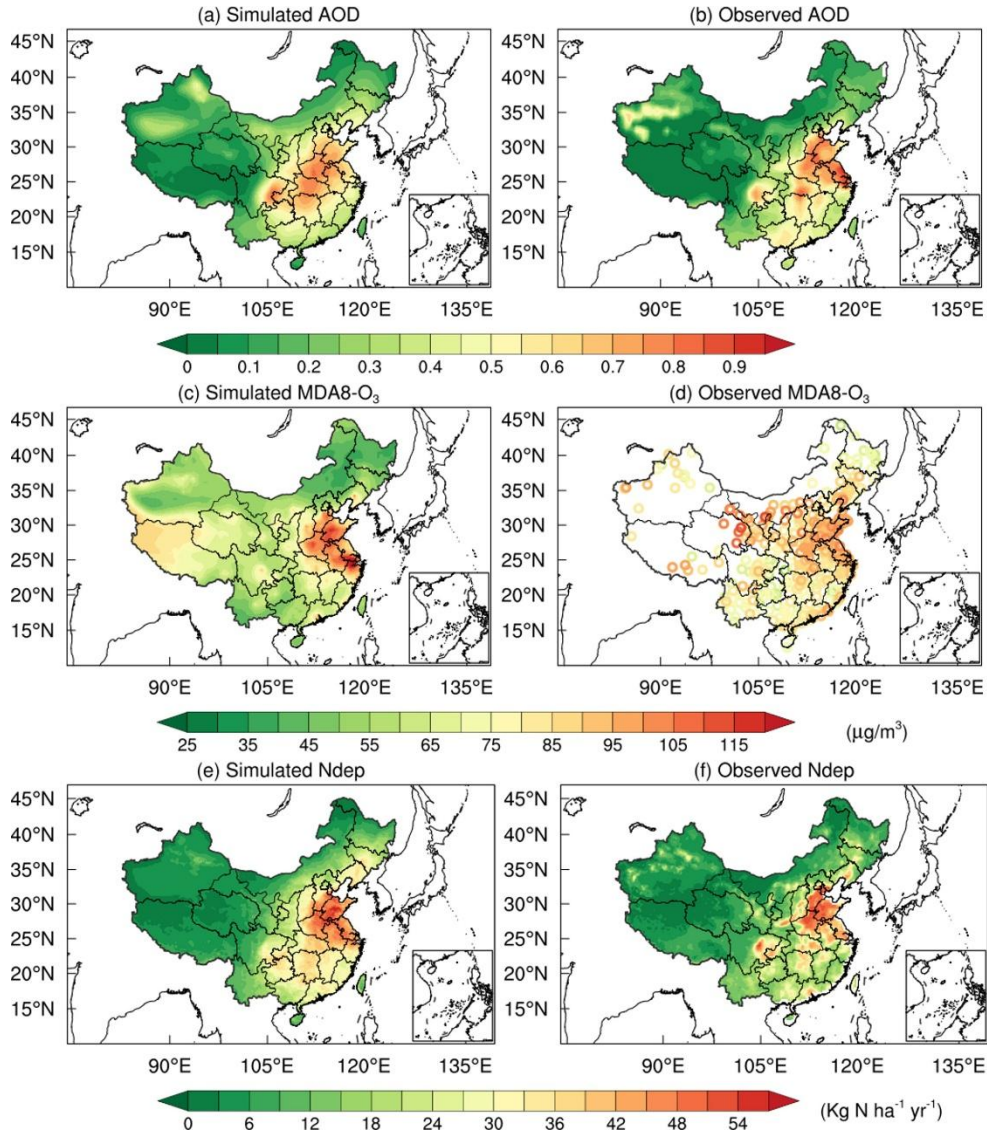 (a) Simulated AOD
(b) Observed AOD
45°N
40°N
35°N
30°N
25°N
20°N
15°N
90°E 105°E 120°E 135°E
45°N
40°N
35°N
30°N
25°N
20°N
15°N
90°E 105°E 120°E 135°E
0 0.1 0.2 0.3 0.4 0.5 0.6 0.7 0.8 0.9
(c) Simulated MDA8-O₃
(d) Observed MDA8-O₃
45°N
40°N
35°N
30°N
25°N
20°N
15°N
90°E 105°E 120°E 135°E
45°N
40°N
35°N
30°N
25°N
20°N
15°N
90°E 105°E 120°E 135°E
25 35 45 55 65 75 85 95 105 115
(μg/m³)
(e) Simulated Ndep
(f) Observed Ndep
45°N
40°N
35°N
30°N
25°N
20°N
15°N
90°E 105°E 120°E 135°E
45°N
40°N
35°N
30°N
25°N
20°N
15°N
90°E 105°E 120°E 135°E
0 6 12 18 24 30 36 42 48 54
(Kg N ha⁻¹ yr⁻¹)